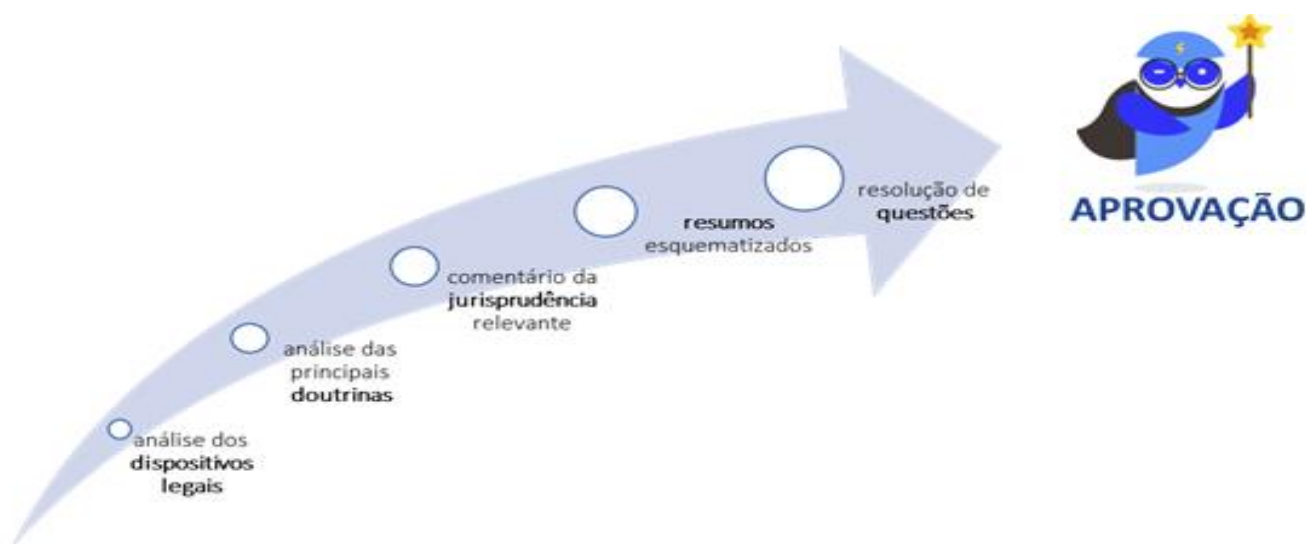 análise dos
dispositivos
legais
análise das
principais
doutrinas
comentário da
jurisprudência
relevante
resumos
esquematizados
resolução de
questões
APROVAÇÃO